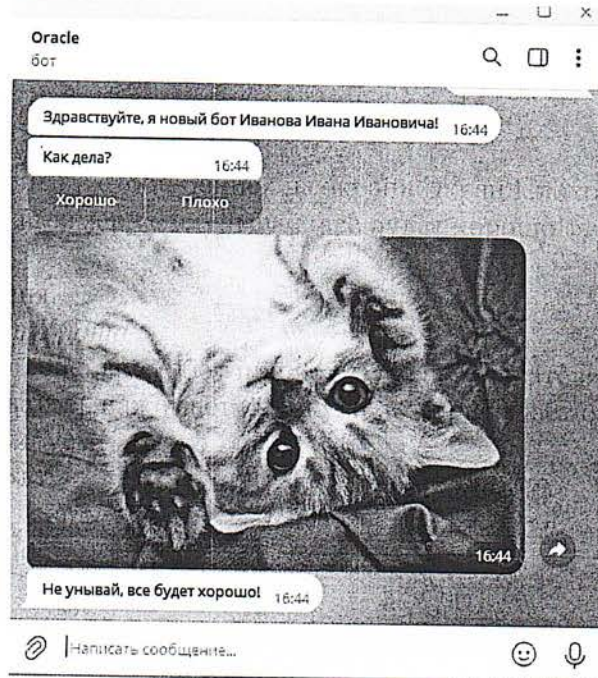 Oracle
бот
Здравствуйте, я новый бот Иванова Ивана Ивановича! 16:44
Как дела? 16:44
Хорошо Плохо
16:44
Не унывай, все будет хорошо! 16:44
Написать сообщение...